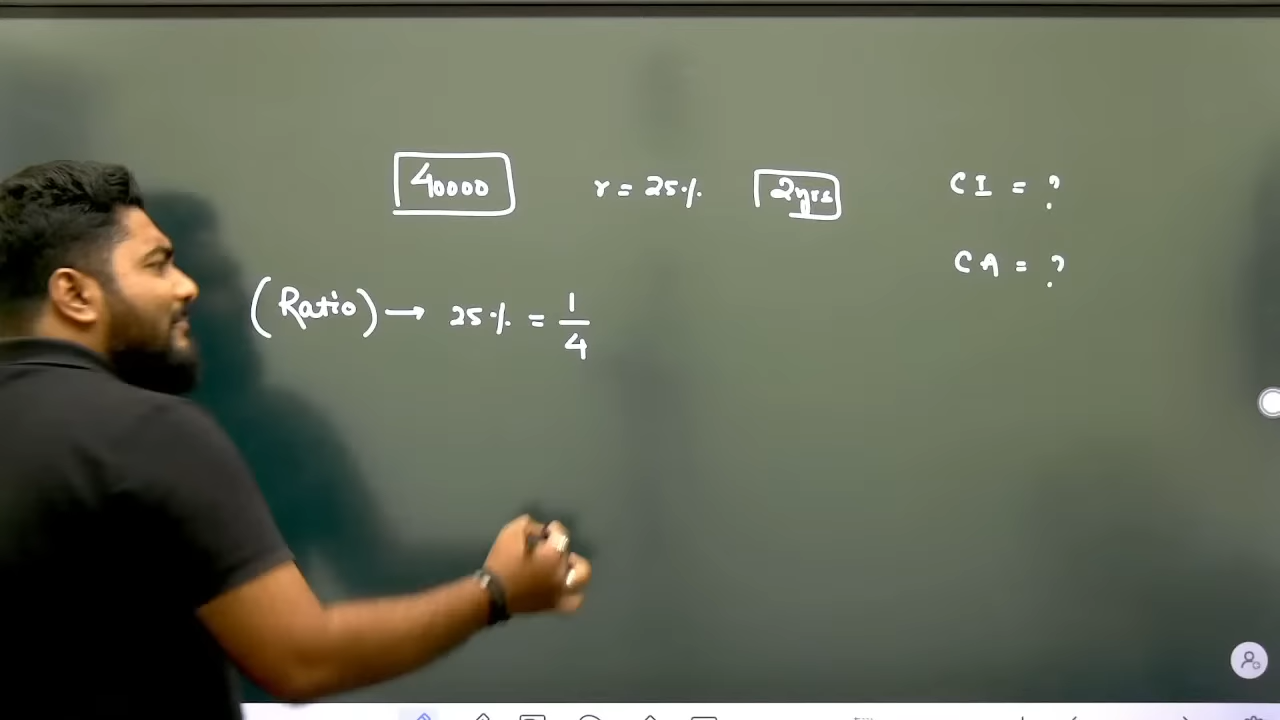 40000 r = 25% 2yrs CI = ?
CA = ?
(Ratio) → 25% = 1/4